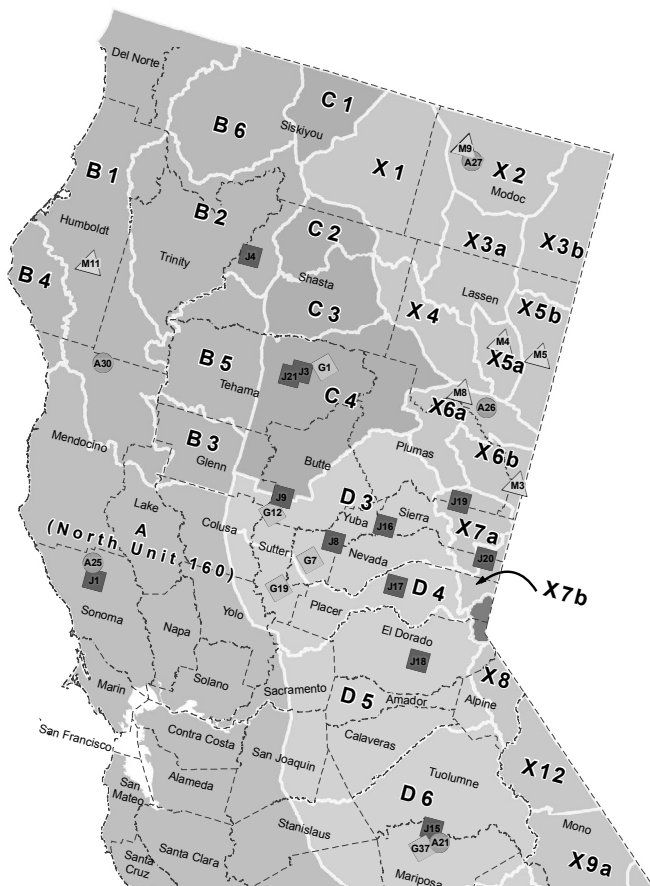 Del Norte
C 1
B 6
Siskiyou
M9
A27
X 2
X 1
Modoc
B 1
B 2
Humboldt
C 2
X3a
X3b
Trinity
J4
M11
B 4
Shasta
Lassen
C 3
X 4
X5b
M4
X5a
M5
A30
B 5
J21
J3
G1
Tehama
C 4
M8
X6a
A26
Mendocino
B 3
Glenn
Butte
Plumas
X6b
M3
Lake
J9
G12
D 3
J19
A
(North Unit 160)
Colusa
Yuba
J16
Sierra
X7a
Sutter
J8
Nevada
J20
A25
J1
G7
G19
J17
D 4
X7b
Sonoma
Napa
Yolo
Placer
El Dorado
J18
Solano
Marin
Sacramento
D 5
Amador
Alpine
X8
San Francisco
Contra Costa
San Joaquin
Calaveras
Alameda
San
Mateo
Tuolumne
X12
D 6
Stanislaus
J15
A21
G37
Mono
Santa
Cruz
Santa Clara
Mariposa
X9a